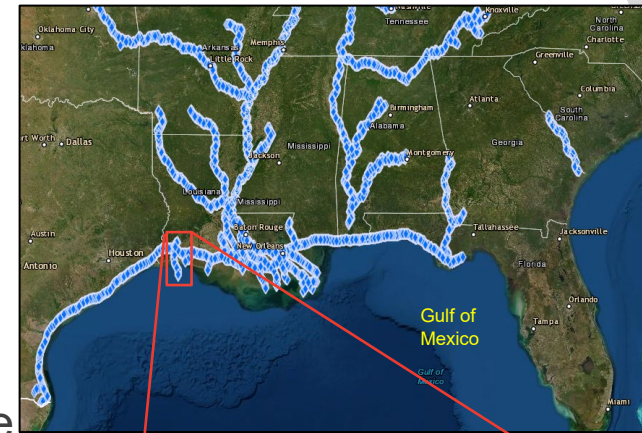 Oklahoma City
klahoma
Arkansas
Little Rock
Memphis
Tennessee
Knoxville
North
Carolina
Charlotte
Greenville
Columbia
South
Carolina
Atlanta
Birmingham
Alabama
Georgia
rt Worth
Dallas
Jackson
Mississippi
Montgomery
Louisiana
Mississippi
Austin
Antonio
Houston
Baton Rouge
New Orleans
Tallahassee
Jacksonville
Florida
Orlando
Tampa
Miami
Gulf of
Mexico
Gulf of
Mexico
e